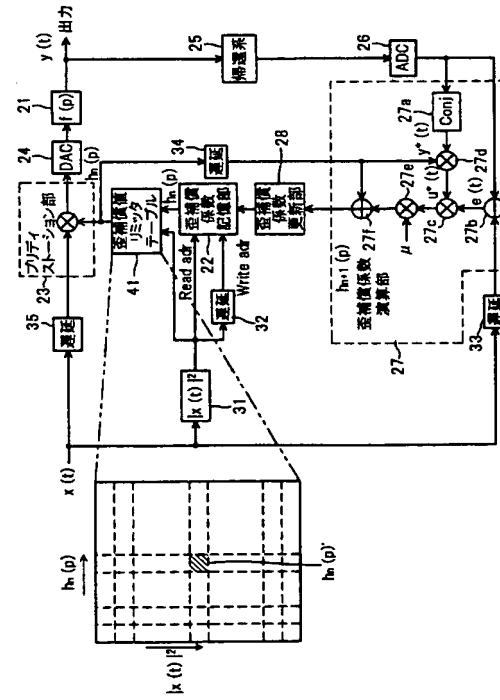 x (t)
35
遅延
23
プリディ
ストーション部
hn (p)
24
DAC
21
f (p)
y (t)
出力
25
帰還系
26
ADC
41
歪補償値
リミッタ
テーブル
hn (p)
34
遅延
Read adr
22
歪補償
係数
記憶部
Write adr
32
遅延
31
|x (t) |²
28
歪補償係数
更新部
hn+1 (p)
歪補償係数
演算部
27
27a
Conj
y* (t)
27d
27e
μ
27f
u* (t)
27c
e (t)
27b
33
遅延
hn (p)
|x (t) |²
hn (p)'